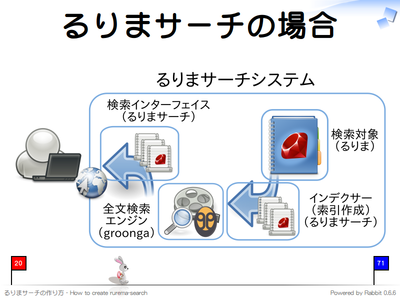 るりまサーチの場合
るりまサーチシステム
検索インターフェイス
(るりまサーチ)
検索対象
(るりま)
全文検索
エンジン
(groonga)
インデクサー
(索引作成)
(るりまサーチ)
20
71
るりまサーチの作り方 - How to create rurema-search
Powered by Rabbit 0.6.6